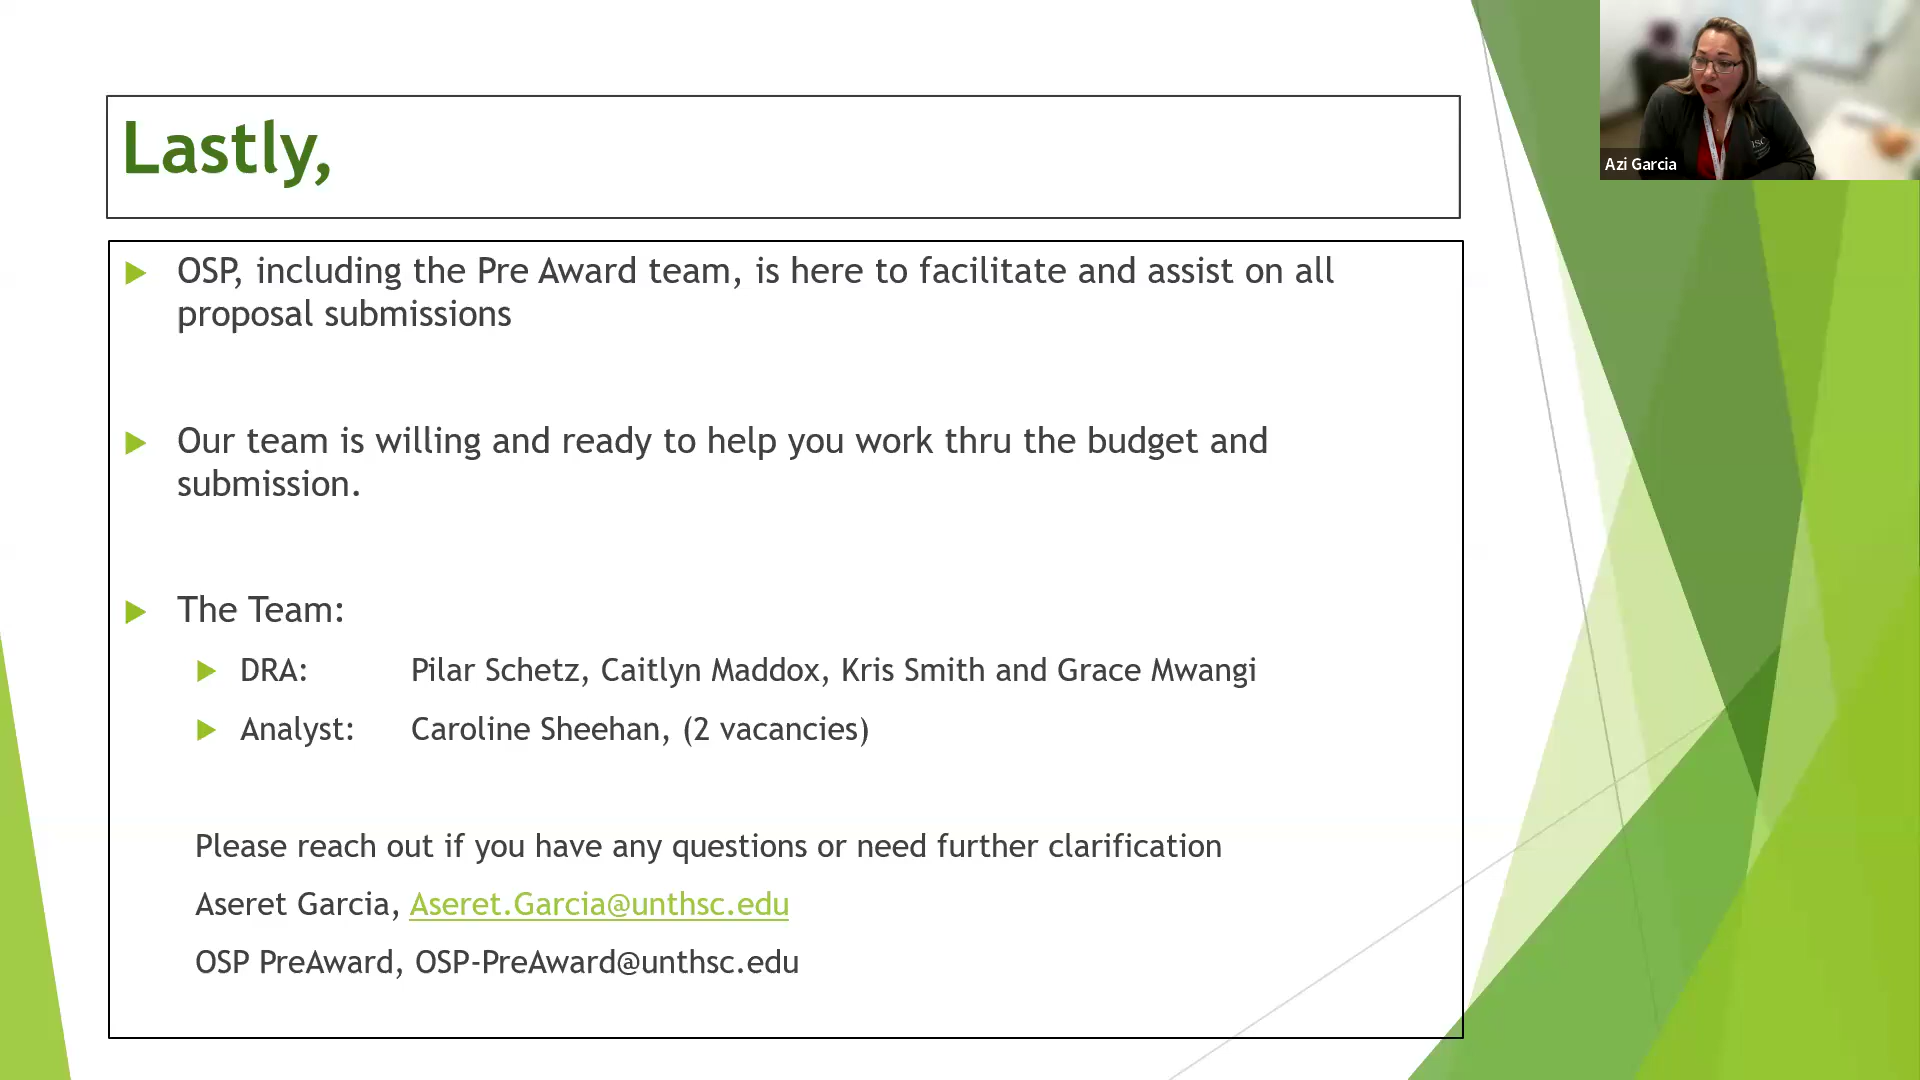 Lastly,
OSP, including the Pre Award team, is here to facilitate and assist on all
proposal submissions
Our team is willing and ready to help you work thru the budget and
submission.
The Team:
DRA: Pilar Schetz, Caitlyn Maddox, Kris Smith and Grace Mwangi
Analyst: Caroline Sheehan, (2 vacancies)
Please reach out if you have any questions or need further clarification
Aseret Garcia, Aseret.Garcia@unthsc.edu
OSP PreAward, OSP-PreAward@unthsc.edu
Azi Garcia